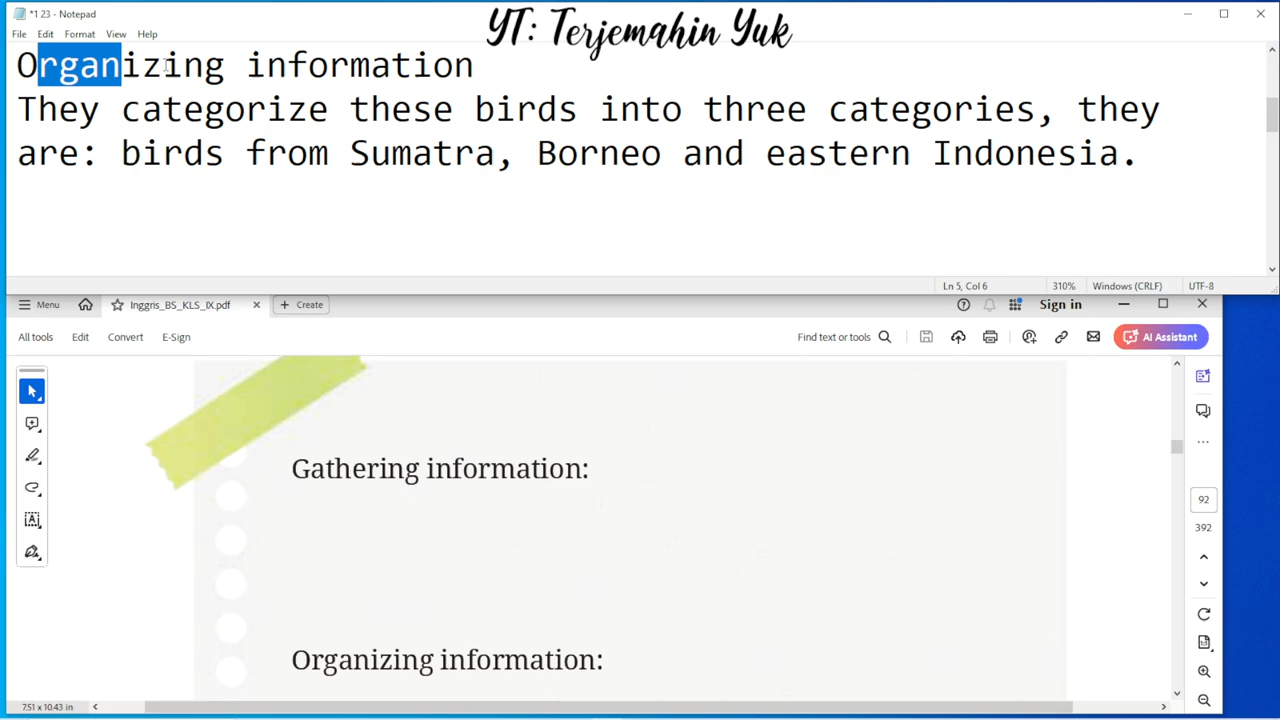 *1 23 - Notepad
YT: Terjemahin Yuk
File Edit Format View Help
Organizing information
They categorize these birds into three categories, they
are: birds from Sumatra, Borneo and eastern Indonesia.
Ln 5, Col 6 310% Windows (CRLF) UTF-8
Menu Inggris_BS_KLS_IX.pdf Create Sign in
All tools Edit Convert E-Sign Find text or tools AI Assistant
Gathering information:
92
392
Organizing information:
7.51 x 10.43 in